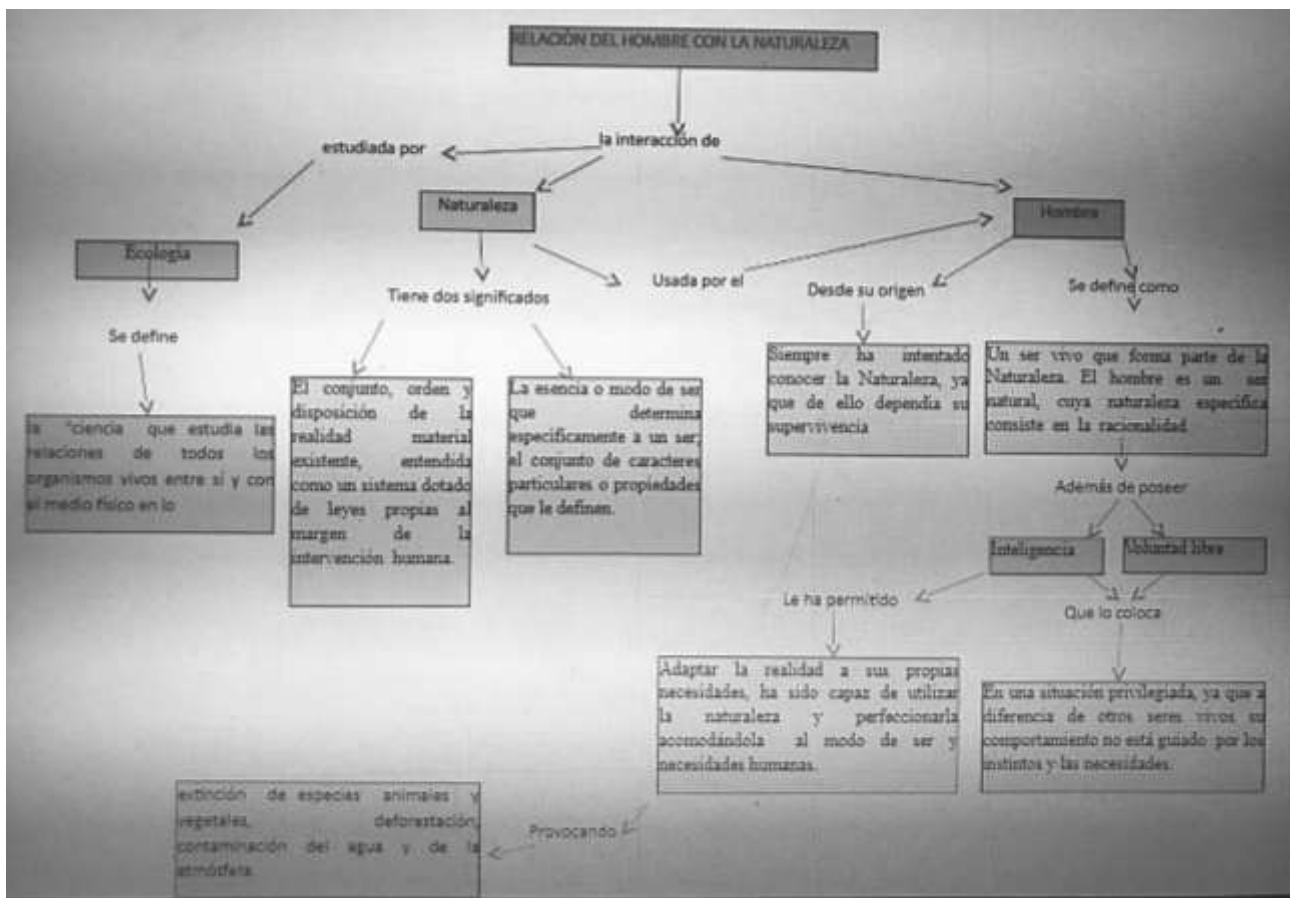 RELACIÓN DEL HOMBRE CON LA NATURALEZA
la interacción de
estudiada por
Naturaleza
Hombre
Ecología
Usada por el
Tiene dos significados
Desde su origen
Se define como
Se define
Siempre ha intentado
conocer la Naturaleza, ya
que de ello dependía su
supervivencia
Un ser vivo que forma parte de la
Naturaleza. El hombre es un ser
natural, cuya naturaleza específica
consiste en la racionalidad
El conjunto, orden y
disposición de la
realidad material
existente, entendida
como un sistema dotado
de leyes propias al
margen de la
intervención humana.
La esencia o modo de ser
que determina
específicamente a un ser;
el conjunto de caracteres
particulares o propiedades
que le definen.
la "ciencia que estudia las
relaciones de todos los
organismos vivos entre sí y con
el medio físico en lo
Además de poseer
Inteligencia
Voluntad libre
Le ha permitido
Que lo coloca
Adaptar la realidad a sus propias
necesidades, ha sido capaz de utilizar
la naturaleza y perfeccionarla
acomodándola al modo de ser y
necesidades humanas.
En una situación privilegiada, ya que a
diferencia de otros seres vivos su
comportamiento no está guiado por los
instintos y las necesidades.
Provocando
extinción de especies animales y
vegetales, deforestación,
contaminación del agua y de la
atmósfera.